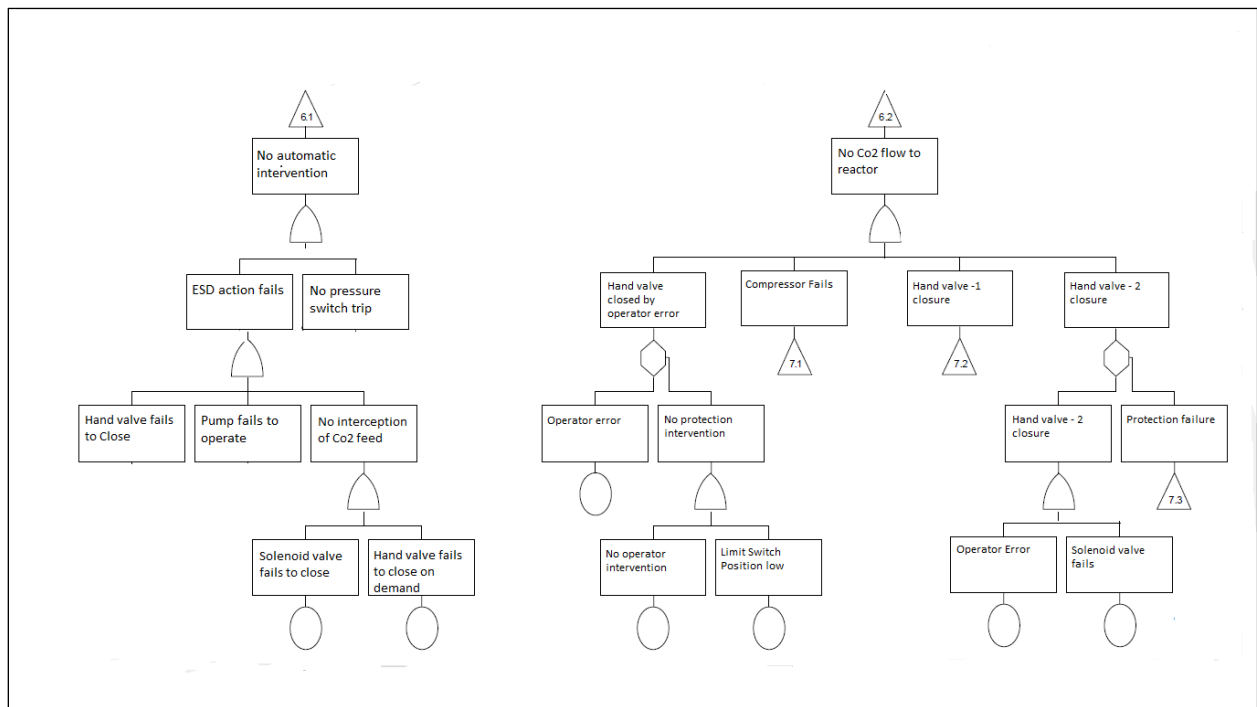 6.1
6.2
No automatic
intervention
No Co2 flow to
reactor
ESD action fails
No pressure
switch trip
Hand valve
closed by
operator error
Compressor Fails
Hand valve -1
closure
Hand valve - 2
closure
7.1
7.2
Hand valve fails
to Close
Pump fails to
operate
No interception
of Co2 feed
Operator error
No protection
intervention
Hand valve - 2
closure
Protection failure
7.3
Solenoid valve
fails to close
Hand valve fails
to close on
demand
No operator
intervention
Limit Switch
Position low
Operator Error
Solenoid valve
fails